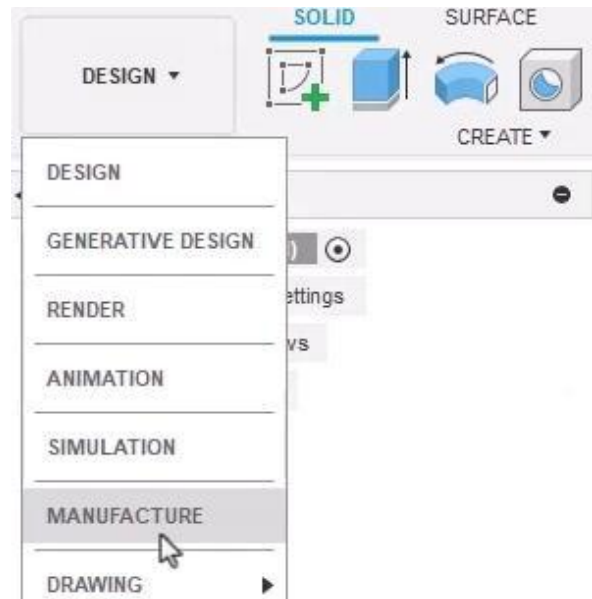 SOLID SURFACE
DESIGN ▾
CREATE ▾
DESIGN
GENERATIVE DESIGN
)
RENDER
ettings
vs
ANIMATION
SIMULATION
MANUFACTURE
DRAWING ▶